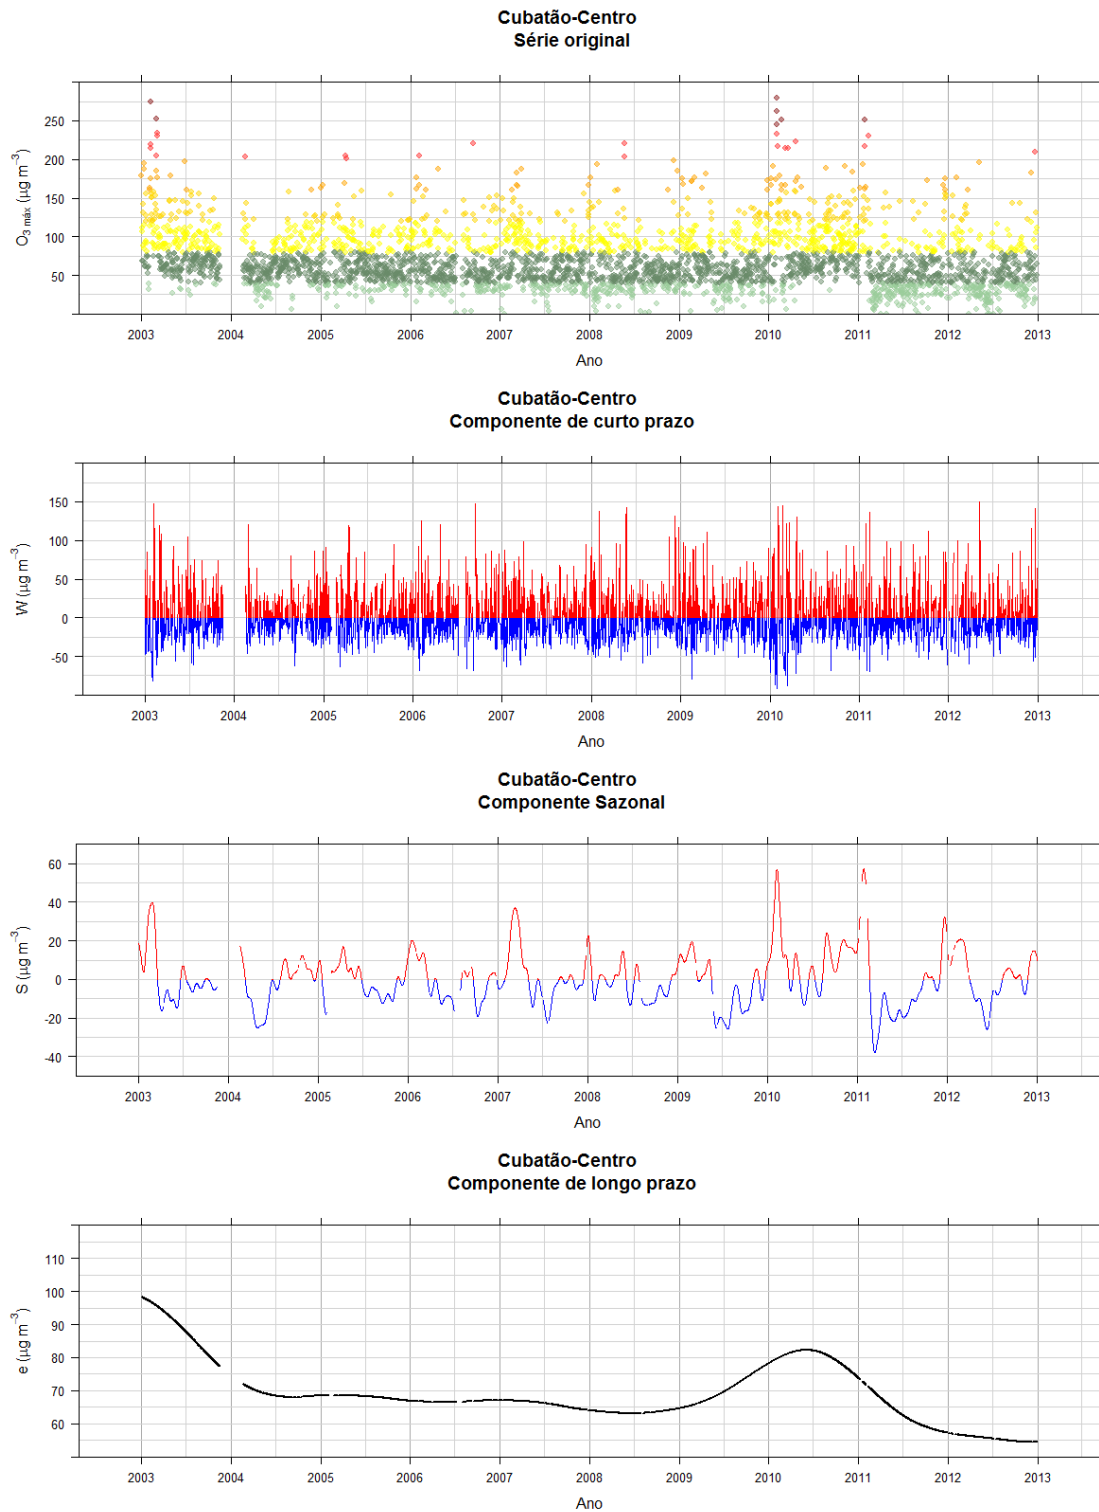 Cubatão-Centro
Série original
O3 máx (µg m−3)
250
200
150
100
50
2003 2004 2005 2006 2007 2008 2009 2010 2011 2012 2013
Ano
Cubatão-Centro
Componente de curto prazo
W (µg m−3)
150
100
50
0
-50
2003 2004 2005 2006 2007 2008 2009 2010 2011 2012 2013
Ano
Cubatão-Centro
Componente Sazonal
S (µg m−3)
60
40
20
0
-20
-40
2003 2004 2005 2006 2007 2008 2009 2010 2011 2012 2013
Ano
Cubatão-Centro
Componente de longo prazo
e (µg m−3)
110
100
90
80
70
60
2003 2004 2005 2006 2007 2008 2009 2010 2011 2012 2013
Ano